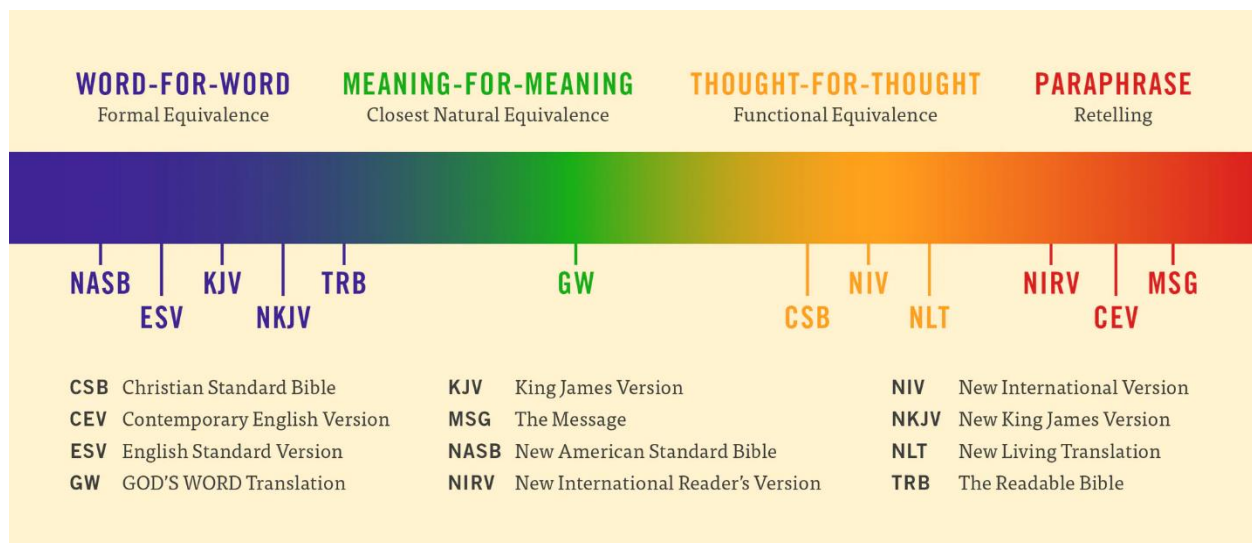 WORD-FOR-WORD MEANING-FOR-MEANING THOUGHT-FOR-THOUGHT PARAPHRASE
Formal Equivalence Closest Natural Equivalence Functional Equivalence Retelling
NASB KJV TRB GW NIV NIRV MSG
ESV NKJV CSB NLT CEV
CSB Christian Standard Bible KJV King James Version NIV New International Version
CEV Contemporary English Version MSG The Message NKJV New King James Version
ESV English Standard Version NASB New American Standard Bible NLT New Living Translation
GW GOD'S WORD Translation NIRV New International Reader's Version TRB The Readable Bible